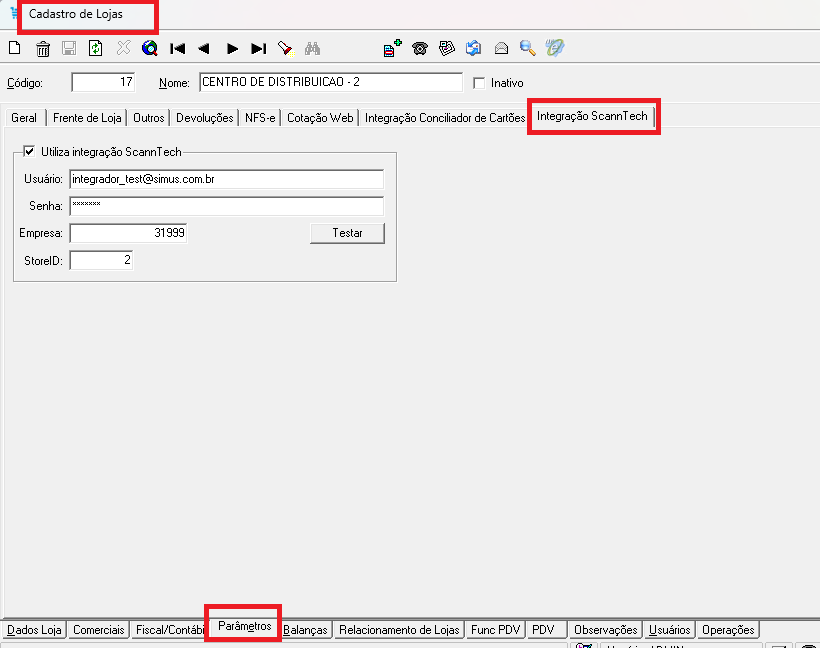 Cadastro de Lojas
Código: 17 Nome: CENTRO DE DISTRIBUICAO - 2 Inativo
Geral Frente de Loja Outros Devoluções NFS-e Cotação Web Integração Conciliador de Cartões Integração ScannTech
Utiliza integração ScannTech
Usuário: integrador_test@simus.com.br
Senha: *******
Empresa: 31999 Testar
StoreID: 2
Dados Loja Comerciais Fiscal/Contábi Parâmetros Balanças Relacionamento de Lojas Func PDV PDV Observações Usuários Operações